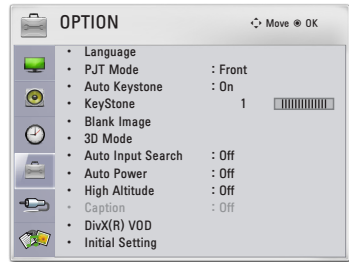 OPTION
Move ◉ OK
• Language
• PJT Mode : Front
• Auto Keystone : On
• KeyStone 1
• Blank Image
• 3D Mode
• Auto Input Search : Off
• Auto Power : Off
• High Altitude : Off
• Caption : Off
• DivX(R) VOD
• Initial Setting